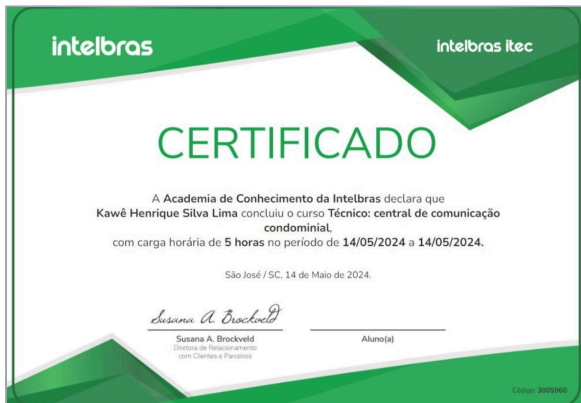 intelbras
intelbras itec
CERTIFICADO
A Academia de Conhecimento da Intelbras declara que
Kawê Henrique Silva Lima concluiu o curso Técnico: central de comunicação
condominial,
com carga horária de 5 horas no período de 14/05/2024 a 14/05/2024.
São José / SC, 14 de Maio de 2024.
Susana A. Brockveld
Susana A. Brockveld
Diretora de Relacionamento
com Clientes e Parceiros
Aluno(a)
Código: 3005960